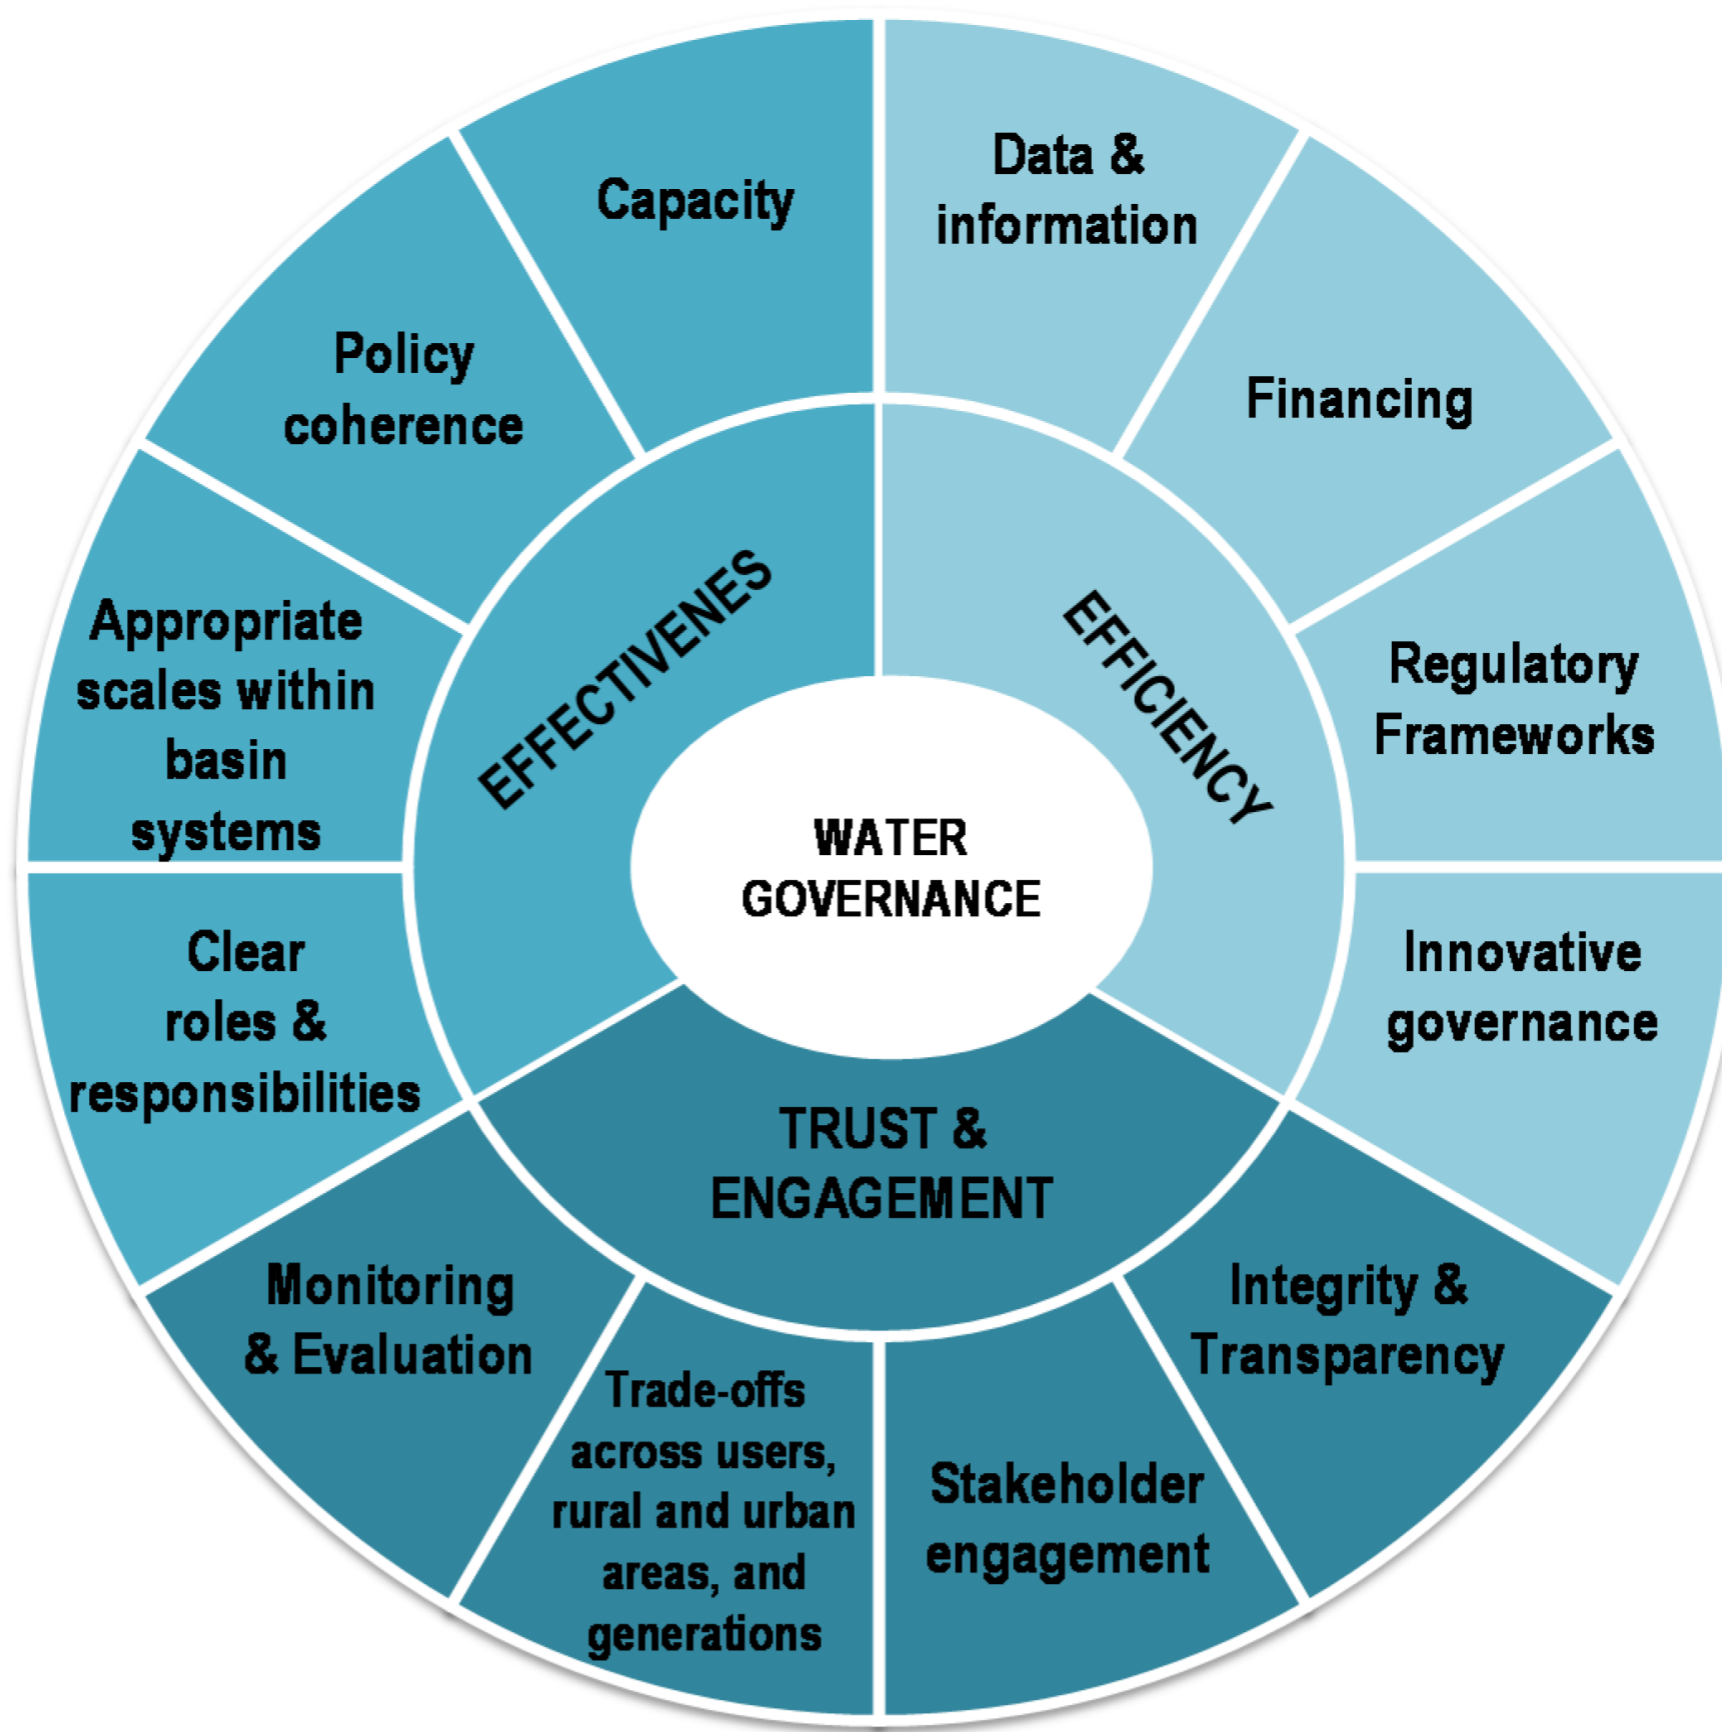 Capacity
Data &
information
Policy
coherence
Financing
Appropriate
scales within
basin
systems
EFFECTIVENES
EFFICIENCY
Regulatory
Frameworks
WATER
GOVERNANCE
Clear
roles &
responsibilities
Innovative
governance
TRUST &
ENGAGEMENT
Monitoring
& Evaluation
Integrity &
Transparency
Trade-offs
across users,
rural and urban
areas, and
generations
Stakeholder
engagement